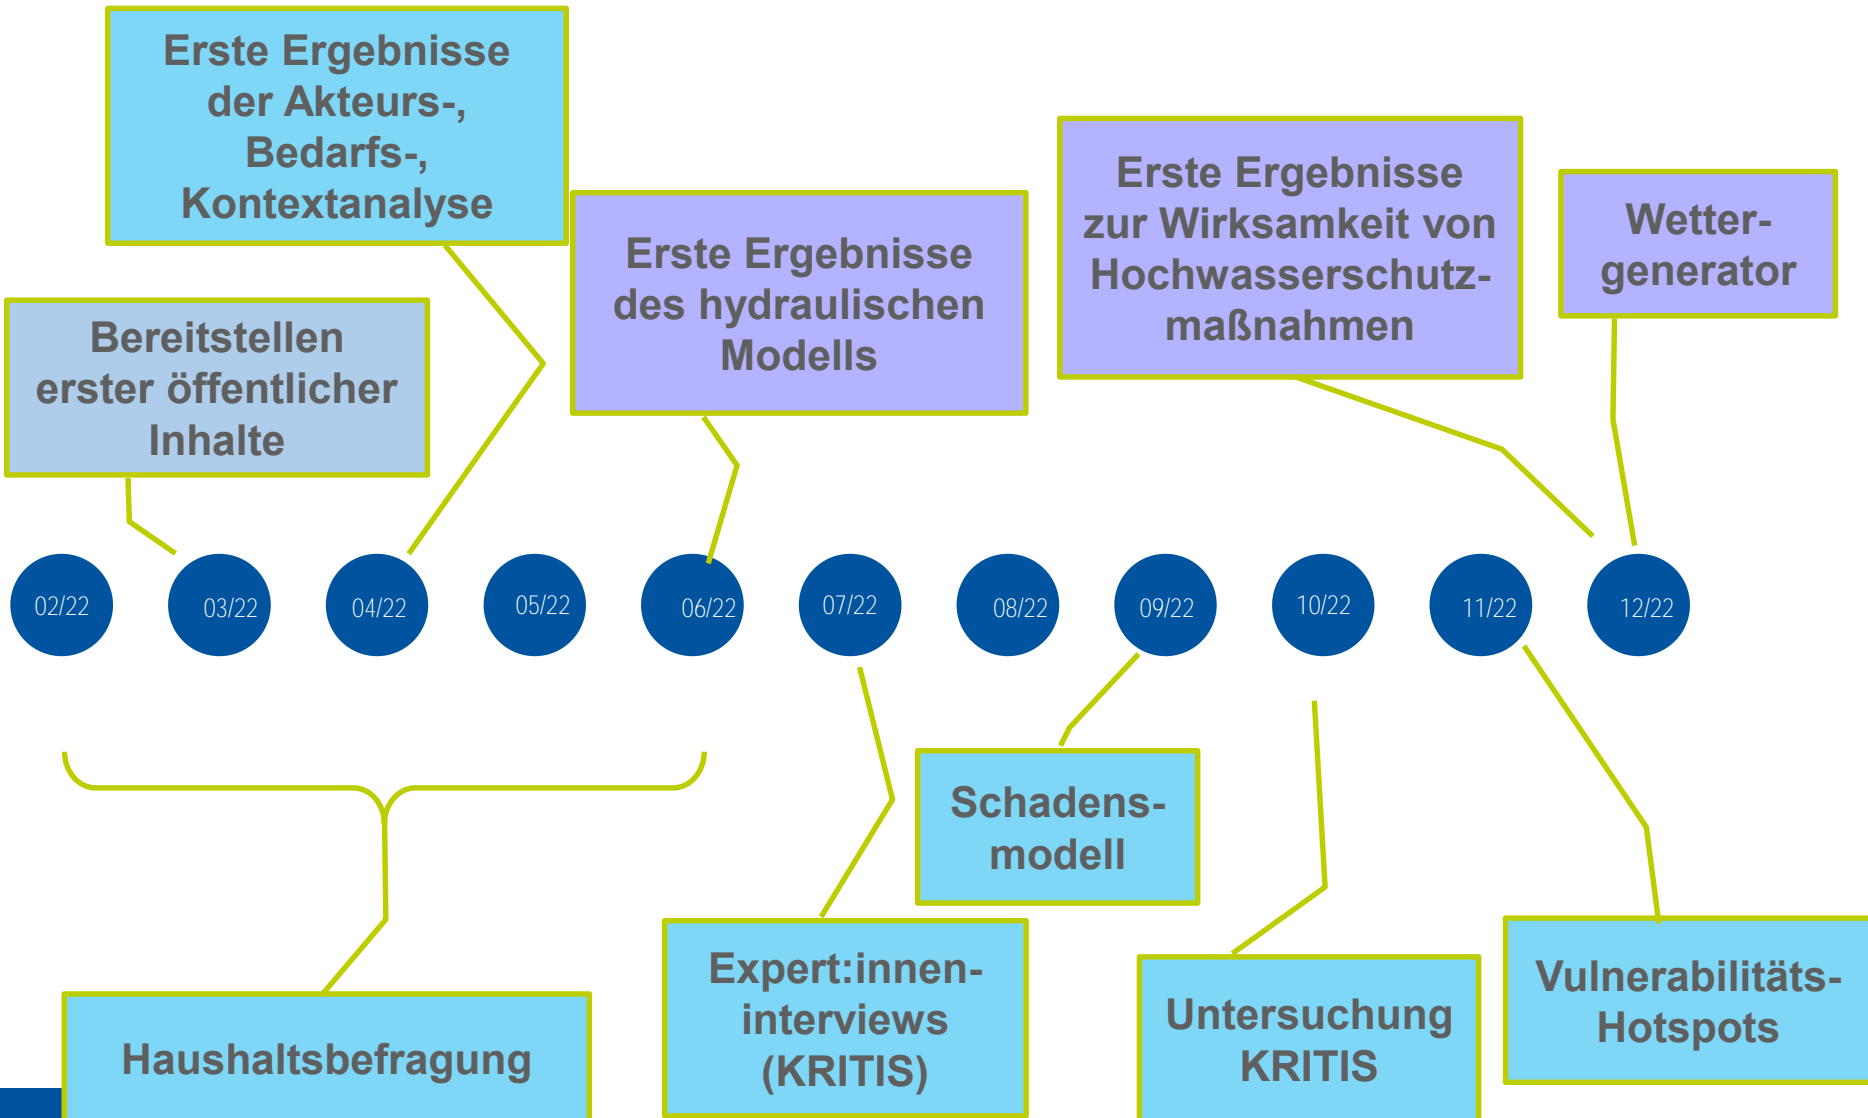 Erste Ergebnisse
der Akteurs-,
Bedarfs-,
Kontextanalyse
Erste Ergebnisse
zur Wirksamkeit von
Hochwasserschutz-
maßnahmen
Wetter-
generator
Erste Ergebnisse
des hydraulischen
Modells
Bereitstellen
erster öffentlicher
Inhalte
02/22
03/22
04/22
05/22
06/22
07/22
08/22
09/22
10/22
11/22
12/22
Schadens-
modell
Haushaltsbefragung
Expert:innen-
interviews
(KRITIS)
Untersuchung
KRITIS
Vulnerabilitäts-
Hotspots